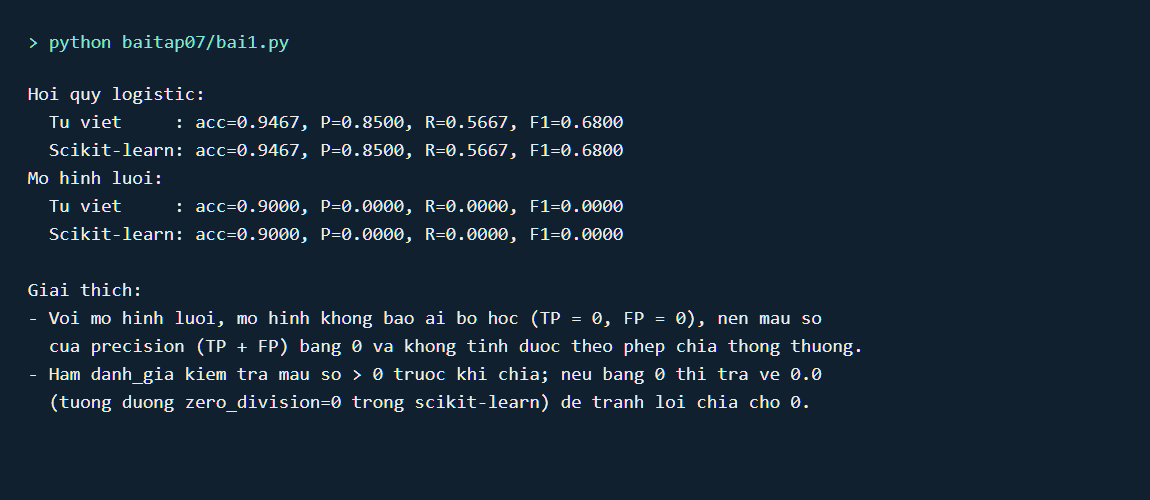 > python baitap07/bai1.py
Hoi quy logistic:
Tu viet     : acc=0.9467, P=0.8500, R=0.5667, F1=0.6800
Scikit-learn: acc=0.9467, P=0.8500, R=0.5667, F1=0.6800
Mo hinh luoi:
Tu viet     : acc=0.9000, P=0.0000, R=0.0000, F1=0.0000
Scikit-learn: acc=0.9000, P=0.0000, R=0.0000, F1=0.0000
Giai thich:
- Voi mo hinh luoi, mo hinh khong bao ai bo hoc (TP = 0, FP = 0), nen mau so
cua precision (TP + FP) bang 0 va khong tinh duoc theo phep chia thong thuong.
- Ham danh_gia kiem tra mau so > 0 truoc khi chia; neu bang 0 thi tra ve 0.0
(tuong duong zero_division=0 trong scikit-learn) de tranh loi chia cho 0.